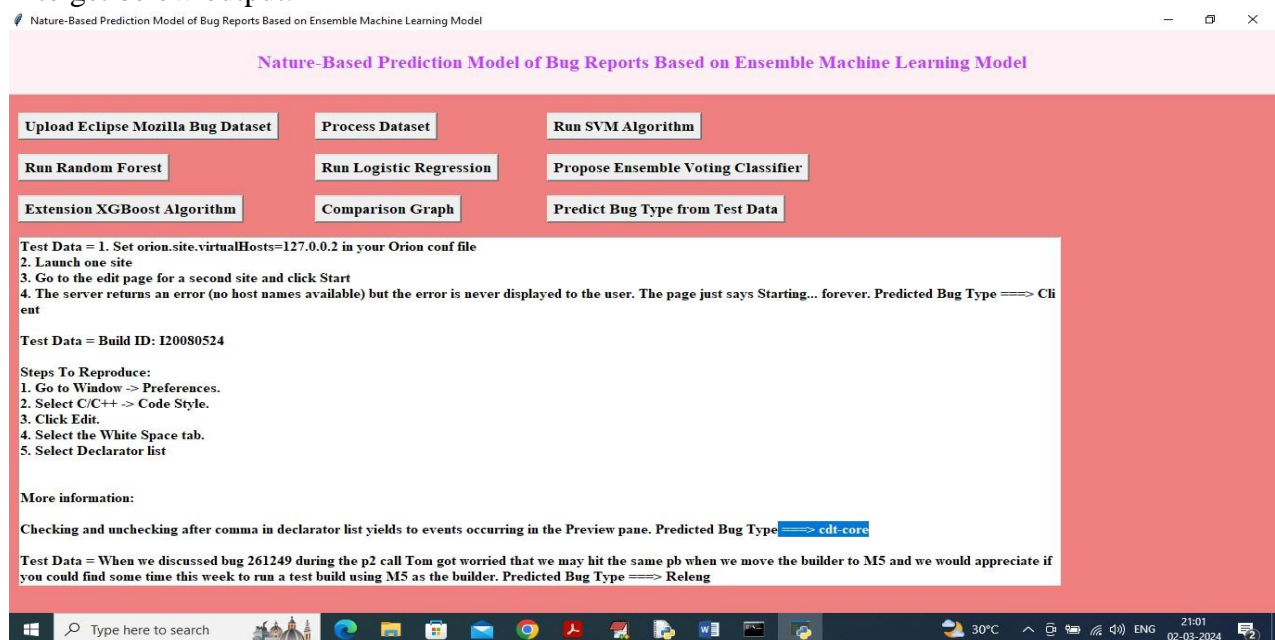 Nature-Based Prediction Model of Bug Reports Based on Ensemble Machine Learning Model
Nature-Based Prediction Model of Bug Reports Based on Ensemble Machine Learning Model
Upload Eclipse Mozilla Bug Dataset
Process Dataset
Run SVM Algorithm
Run Random Forest
Run Logistic Regression
Propose Ensemble Voting Classifier
Extension XGBoost Algorithm
Comparison Graph
Predict Bug Type from Test Data
Test Data = 1. Set orion.site.virtualHosts=127.0.0.2 in your Orion conf file
2. Launch one site
3. Go to the edit page for a second site and click Start
4. The server returns an error (no host names available) but the error is never displayed to the user. The page just says Starting... forever. Predicted Bug Type ===> Cli
ent
Test Data = Build ID: I20080524
Steps To Reproduce:
1. Go to Window -> Preferences.
2. Select C/C++ -> Code Style.
3. Click Edit.
4. Select the White Space tab.
5. Select Declarator list
More information:
Checking and unchecking after comma in declarator list yields to events occurring in the Preview pane. Predicted Bug Type ===> cdt-core
Test Data = When we discussed bug 261249 during the p2 call Tom got worried that we may hit the same pb when we move the builder to M5 and we would appreciate if
you could find some time this week to run a test build using M5 as the builder. Predicted Bug Type ===> Releng
Type here to search
30°C
ENG
21:01
02-03-2024
2